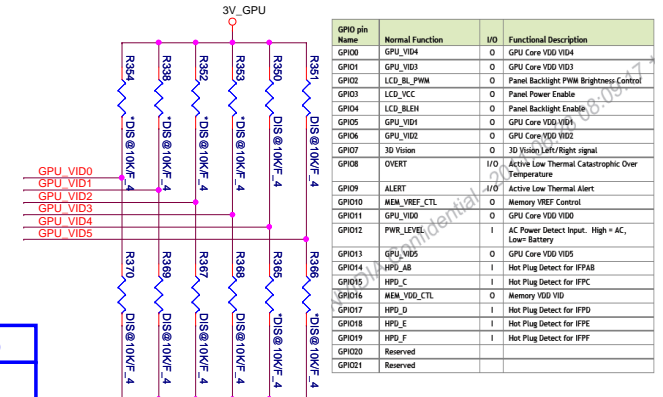 3V_GPU
R354
R338
R352
R353
R350
R351
*DIS@10K/F_4
*DIS@10K/F_4
*DIS@10K/F_4
*DIS@10K/F_4
DIS@10K/F_4
DIS@10K/F_4
GPU_VID0
GPU_VID1
GPU_VID2
GPU_VID3
GPU_VID4
GPU_VID5
R370
R369
R367
R368
R365
R366
DIS@10K/F_4
DIS@10K/F_4
DIS@10K/F_4
DIS@10K/F_4
*DIS@10K/F_4
*DIS@10K/F_4
GPIO pin Name Normal Function I/O Functional Description
GPIO0 GPU_VID4 O GPU Core VDD VID4
GPIO1 GPU_VID3 O GPU Core VDD VID3
GPIO2 LCD_BL_PWM O Panel Backlight PWM Brightness Control
GPIO3 LCD_VCC O Panel Power Enable
GPIO4 LCD_BLEN O Panel Backlight Enable
GPIO5 GPU_VID1 O GPU Core VDD VID1
GPIO6 GPU_VID2 O GPU Core VDD VID2
GPIO7 3D Vision O 3D Vision Left/Right signal
GPIO8 OVERT I/O Active Low Thermal Catastrophic Over
Temperature
GPIO9 ALERT I/O Active Low Thermal Alert
GPIO10 MEM_VREF_CTL O Memory VREF Control
GPIO11 GPU_VID0 O GPU Core VDD VID0
GPIO12 PWR_LEVEL I AC Power Detect Input. High = AC,
Low= Battery
GPIO13 GPU_VID5 O GPU Core VDD VID5
GPIO14 HPD_AB I Hot Plug Detect for IFPAB
GPIO15 HPD_C I Hot Plug Detect for IFPC
GPIO16 MEM_VDD_CTL O Memory VDD VID
GPIO17 HPD_D I Hot Plug Detect for IFPD
GPIO18 HPD_E I Hot Plug Detect for IFPE
GPIO19 HPD_F I Hot Plug Detect for IFPF
GPIO20 Reserved
GPIO21 Reserved
NVIDIA Confidential - 08:09:17 *